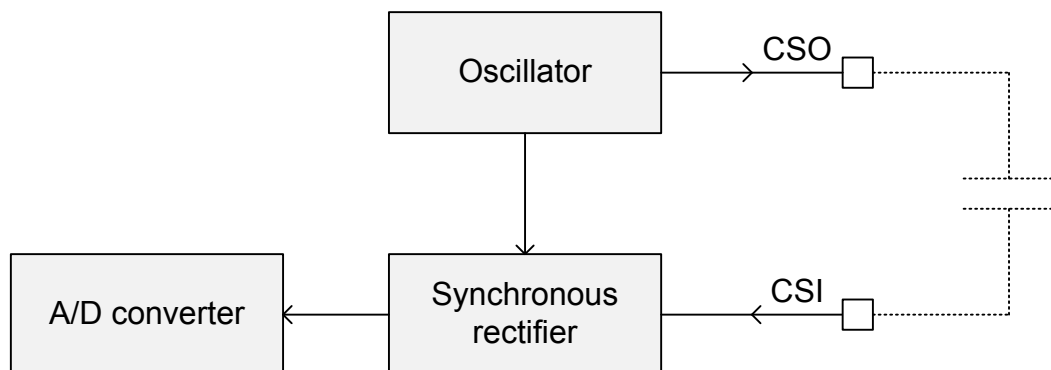 Oscillator
CSO
A/D converter
Synchronous
rectifier
CSI